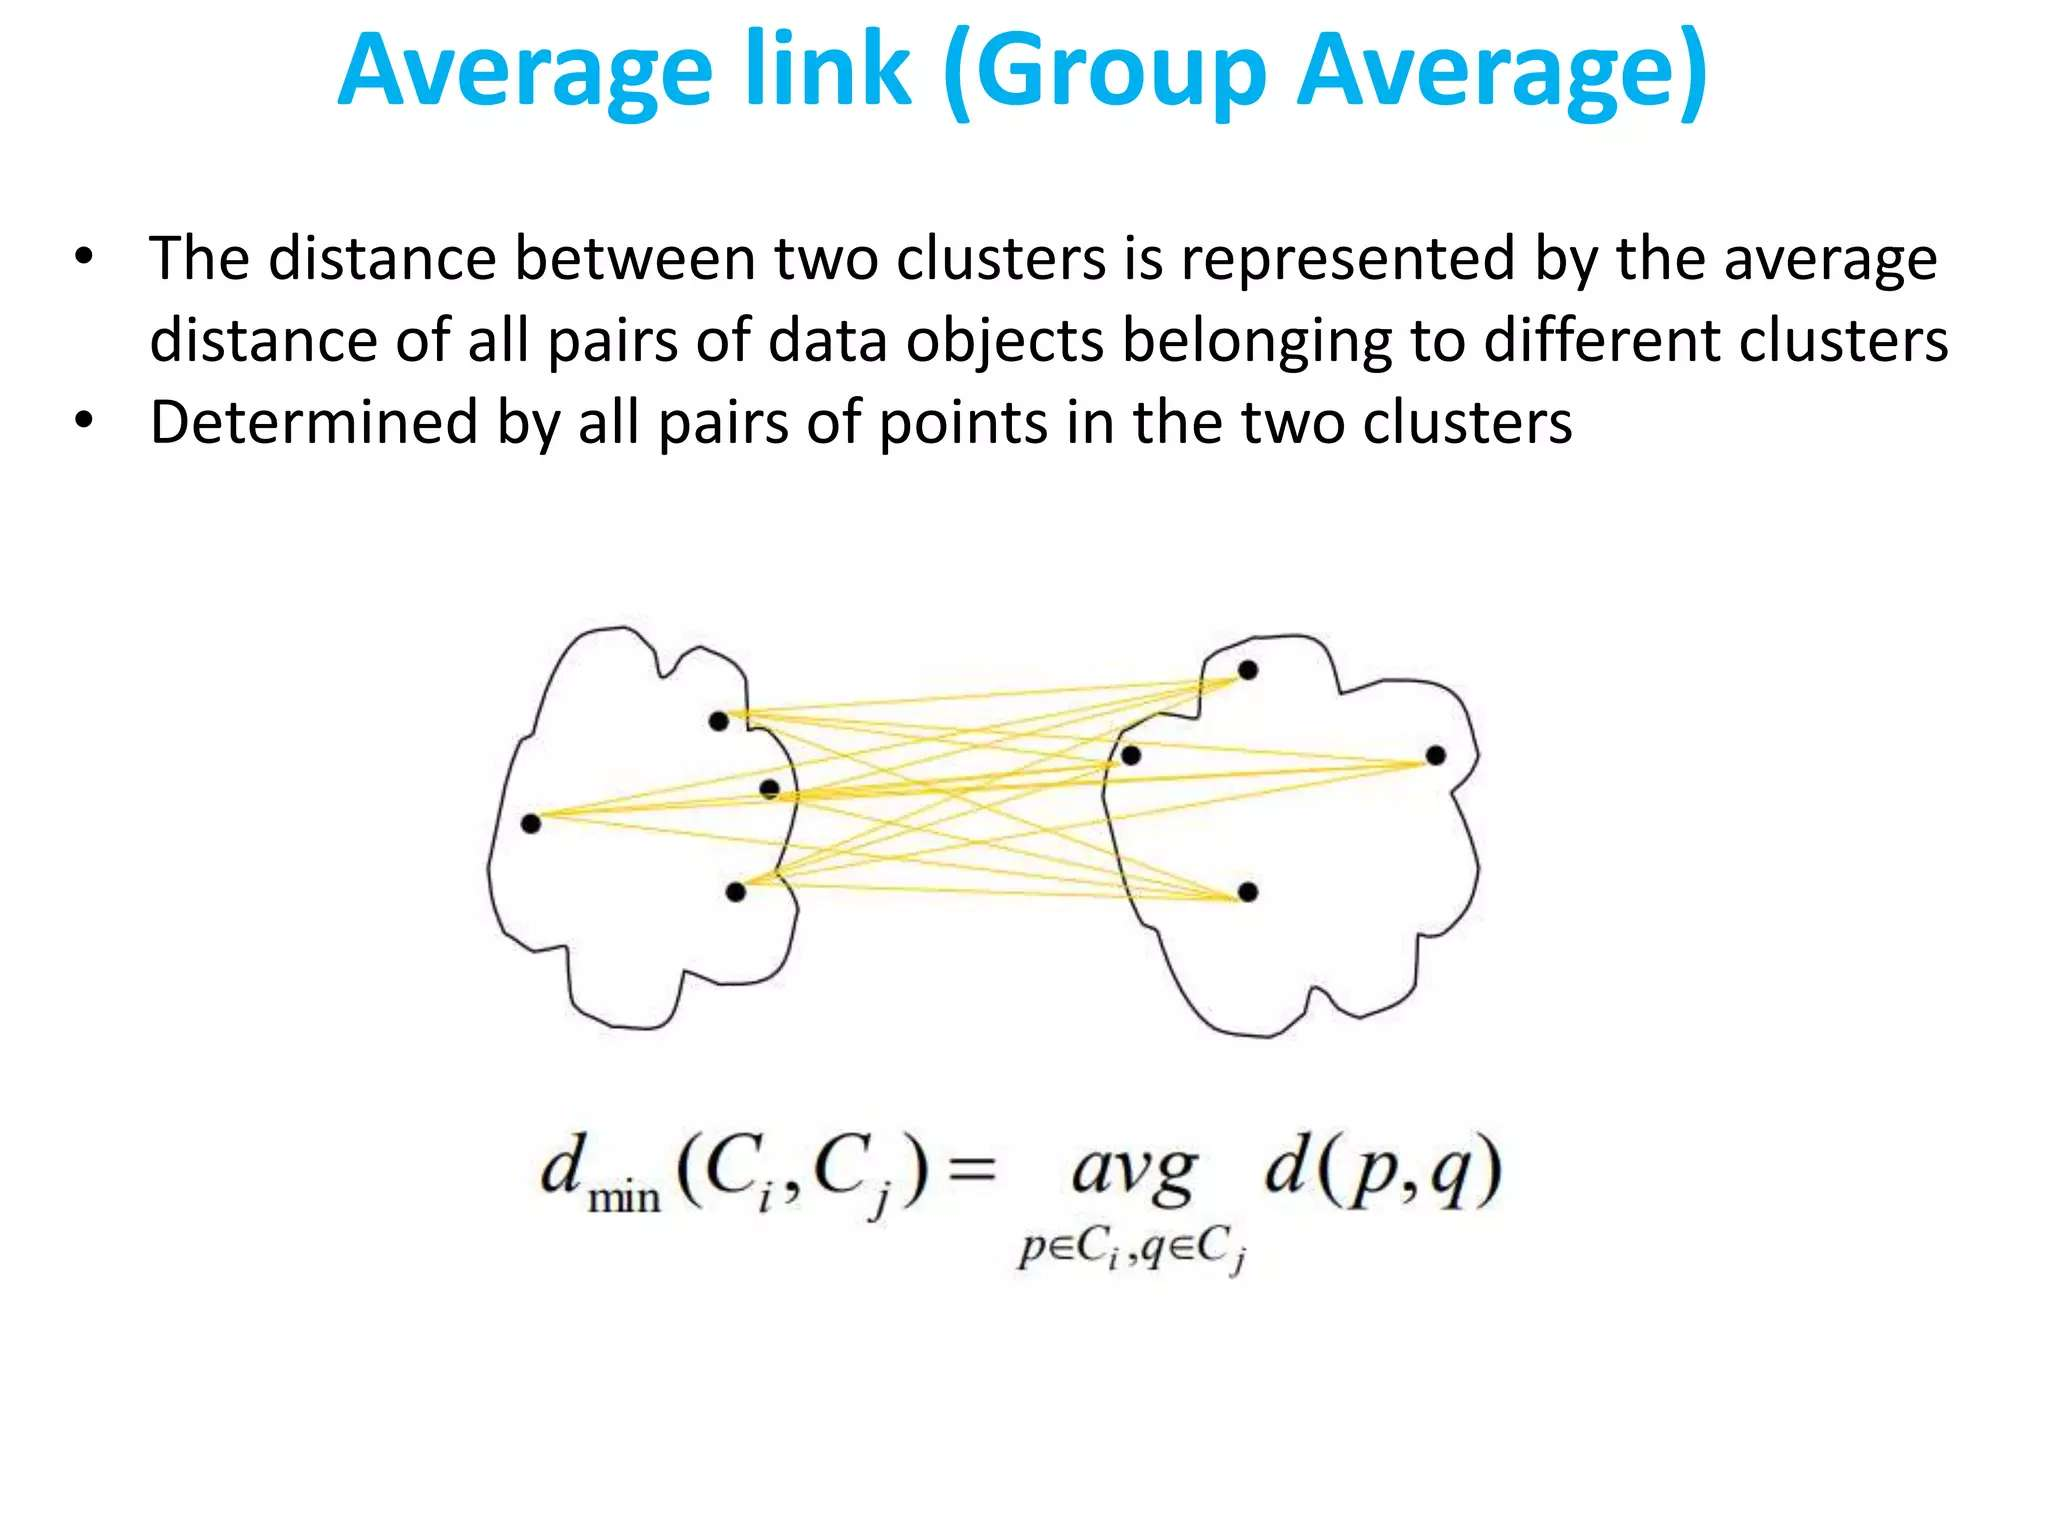 Average link (Group Average)
• The distance between two clusters is represented by the average
distance of all pairs of data objects belonging to different clusters
• Determined by all pairs of points in the two clusters
d_min(C_i, C_j) = avg d(p, q)
p∈C_i, q∈C_j